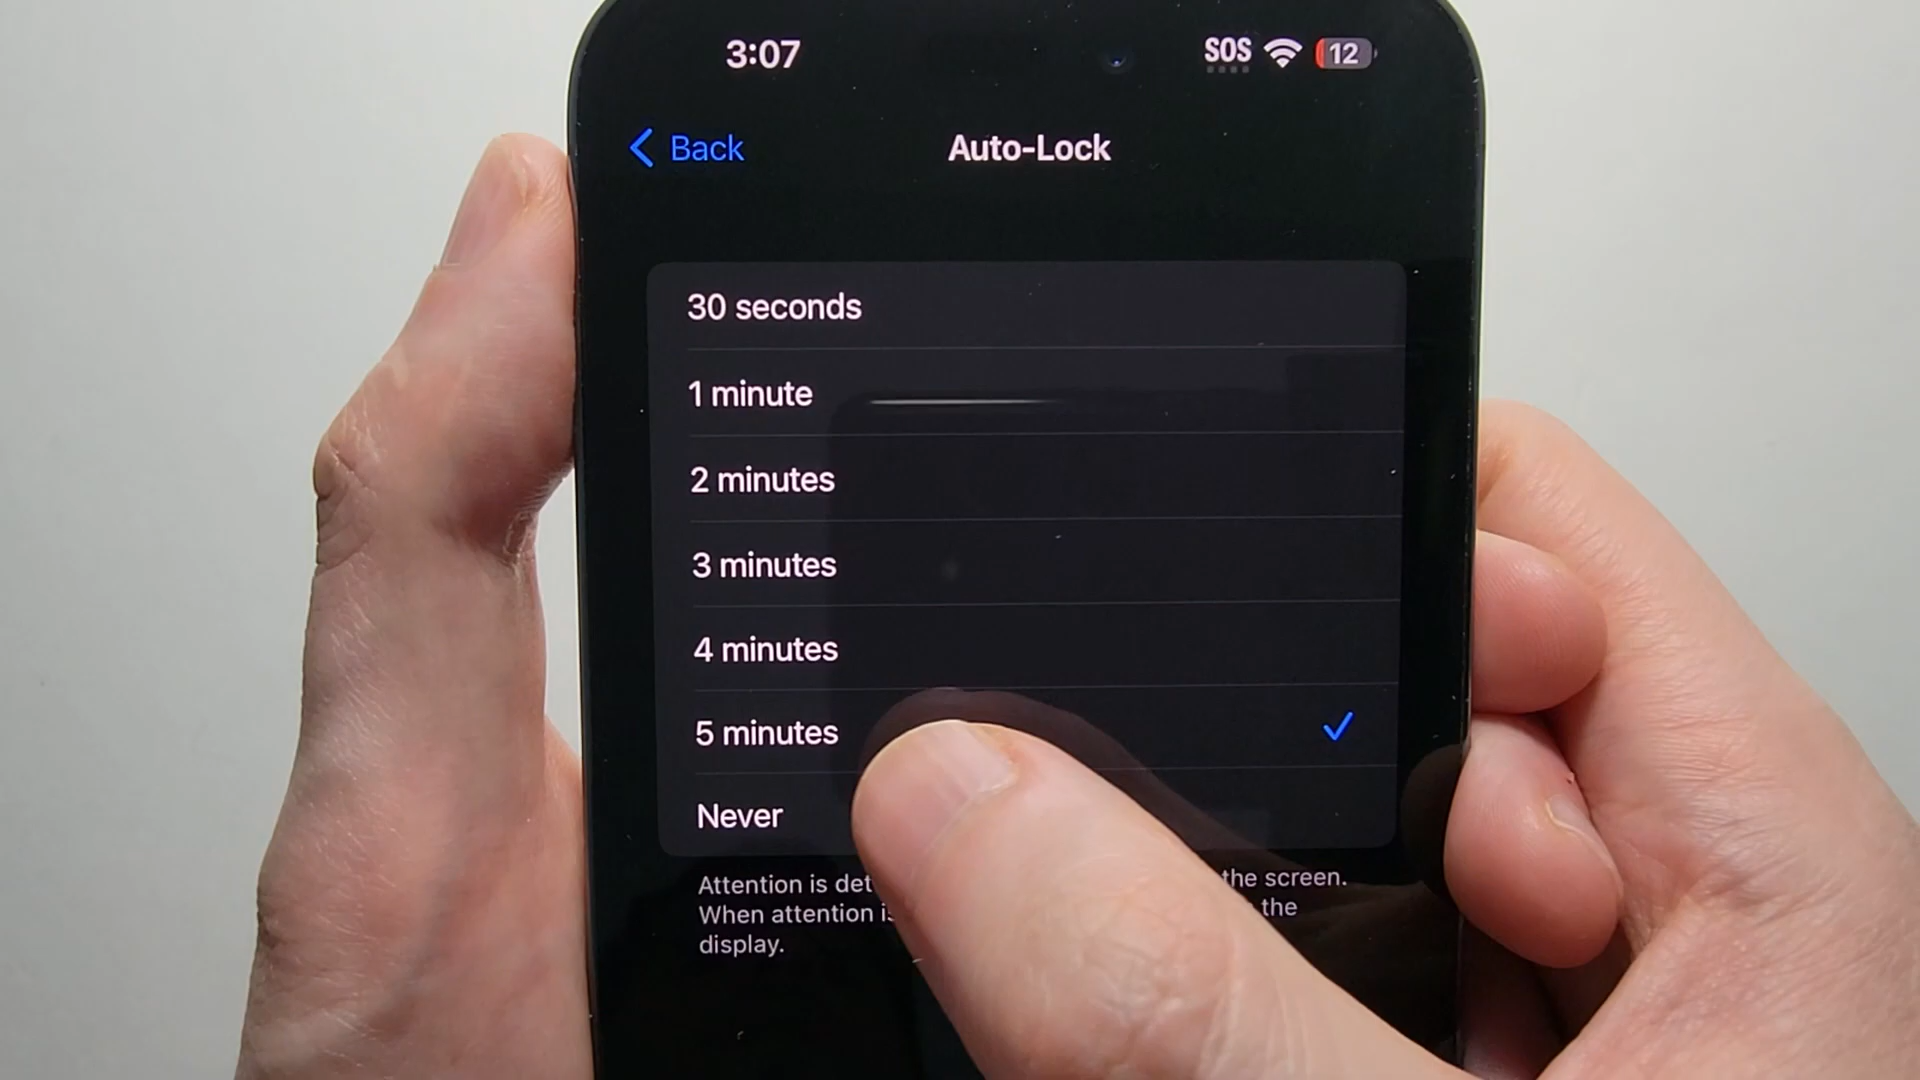 3:07 SOS 12
Back Auto-Lock
30 seconds
1 minute
2 minutes
3 minutes
4 minutes
5 minutes
Never
Attention is the screen.
When attention the
display.